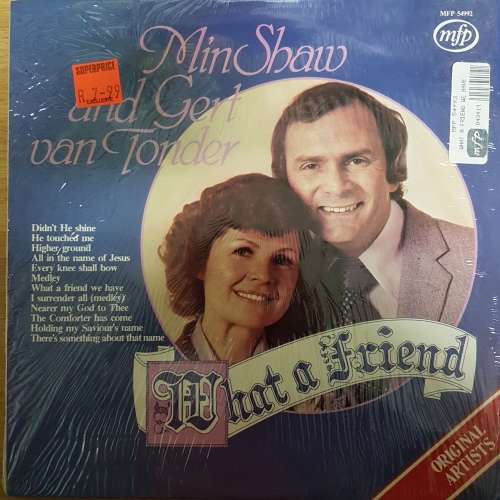 MFP 54992
mfp
Min Shaw
and Gert
van Tonder
SUPERPRICE
R 7-99
Didn't He shine
He touched me
Higher ground
All in the name of Jesus
Every knee shall bow
Medley
What a friend we have
I surrender all (medley)
Nearer my God to Thee
The Comforter has come
Holding my Saviour's name
There's something about that name
What a Friend
ORIGINAL
ARTISTS